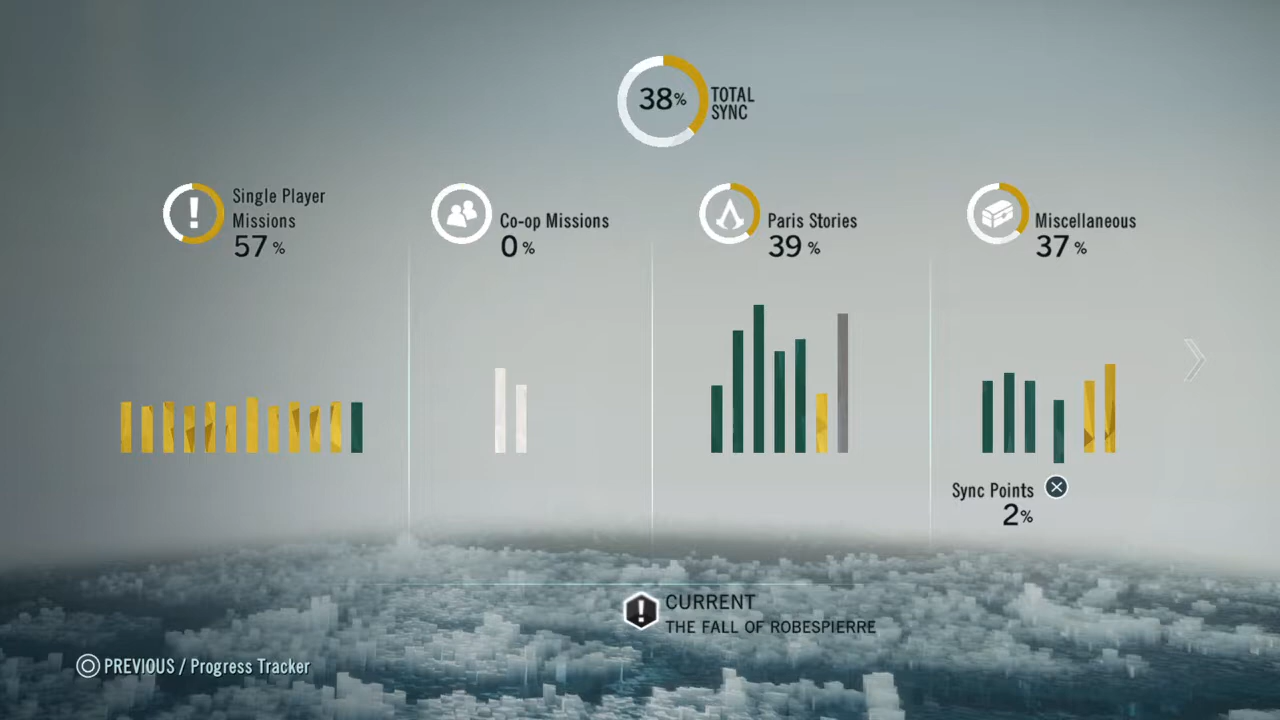 38%
TOTAL
SYNC
Single Player
Missions
57 %
Co-op Missions
0 %
Paris Stories
39 %
Miscellaneous
37 %
Sync Points
2%
CURRENT
THE FALL OF ROBESPIERRE
PREVIOUS / Progress Tracker